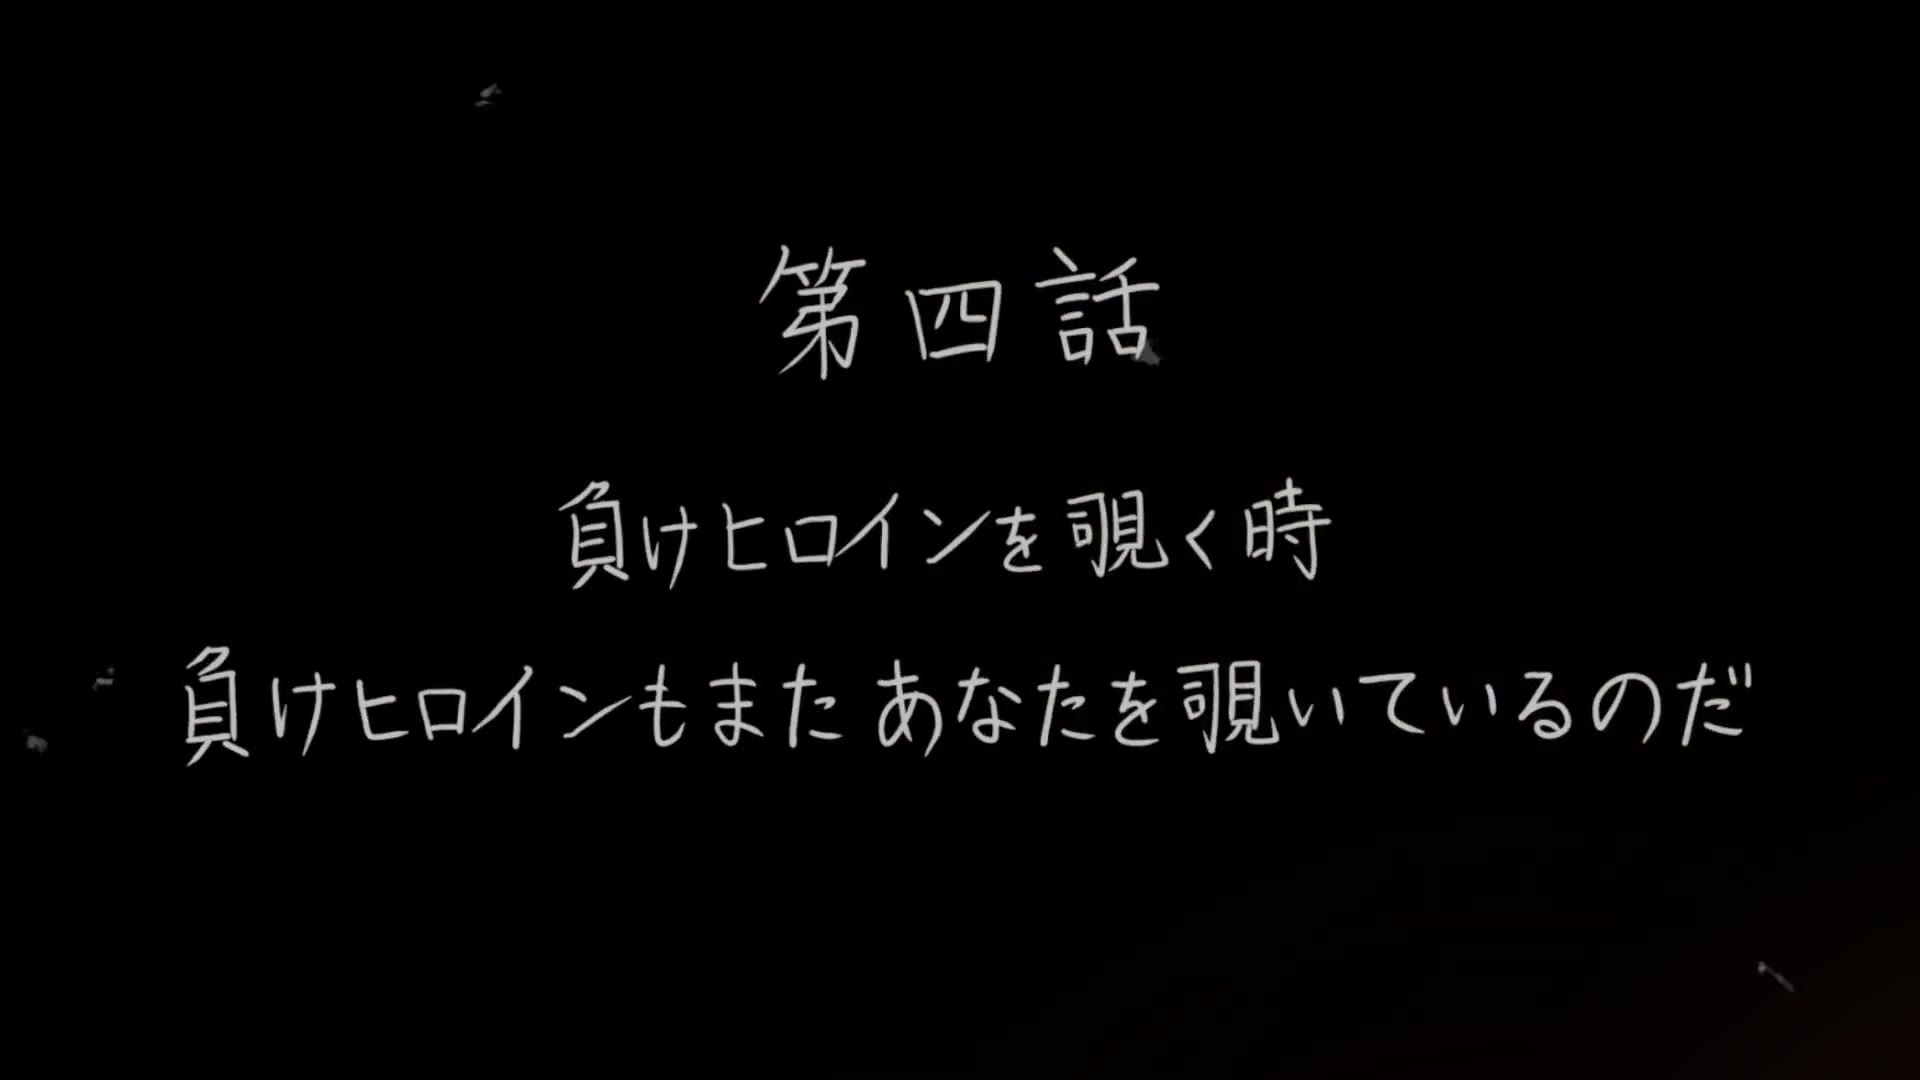 第四話
負けヒロインを覗く時
負けヒロインもまた あなたを覗いているのだ